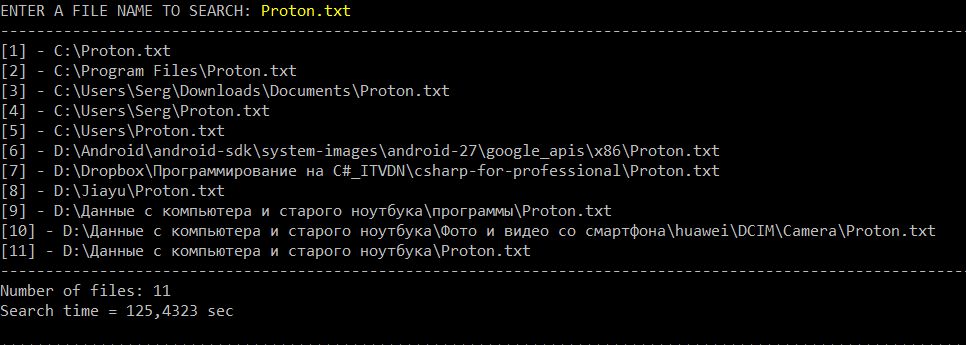 ENTER A FILE NAME TO SEARCH: Proton.txt
[1] - C:\Proton.txt
[2] - C:\Program Files\Proton.txt
[3] - C:\Users\Serg\Downloads\Documents\Proton.txt
[4] - C:\Users\Serg\Proton.txt
[5] - C:\Users\Proton.txt
[6] - D:\Android\android-sdk\system-images\android-27\google_apis\x86\Proton.txt
[7] - D:\Dropbox\Программирование на C#_ITVDN\csharp-for-professional\Proton.txt
[8] - D:\Jiayu\Proton.txt
[9] - D:\Данные с компьютера и старого ноутбука\программы\Proton.txt
[10] - D:\Данные с компьютера и старого ноутбука\Фото и видео со смартфона\huawei\DCIM\Camera\Proton.txt
[11] - D:\Данные с компьютера и старого ноутбука\Proton.txt
Number of files: 11
Search time = 125,4323 sec